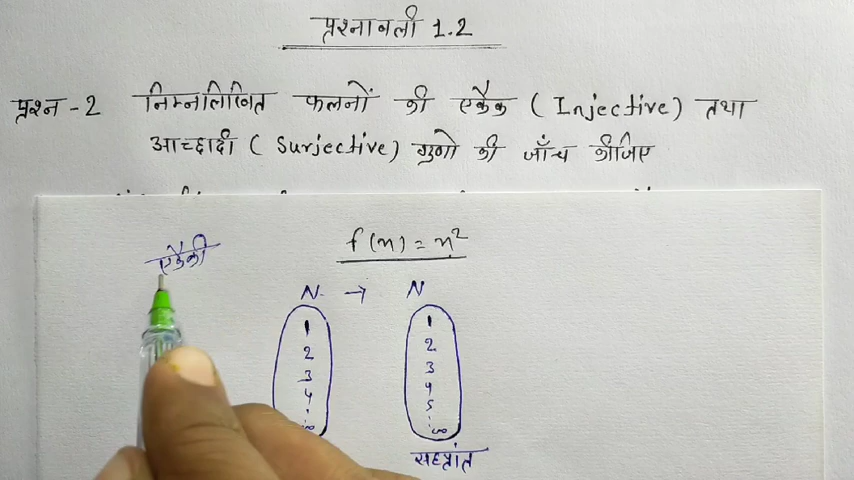 प्रश्नावली 1.2
प्रश्न -2 निम्नलिखित फलनों की एकैक (Injective) तथा
आच्छादी (Surjective) गुणो की जाँच कीजिए
एकैकी f(n) = n²
N → N
1 1
2 2
3 3
4 4
. 5
:∞ :∞
सहप्रांत